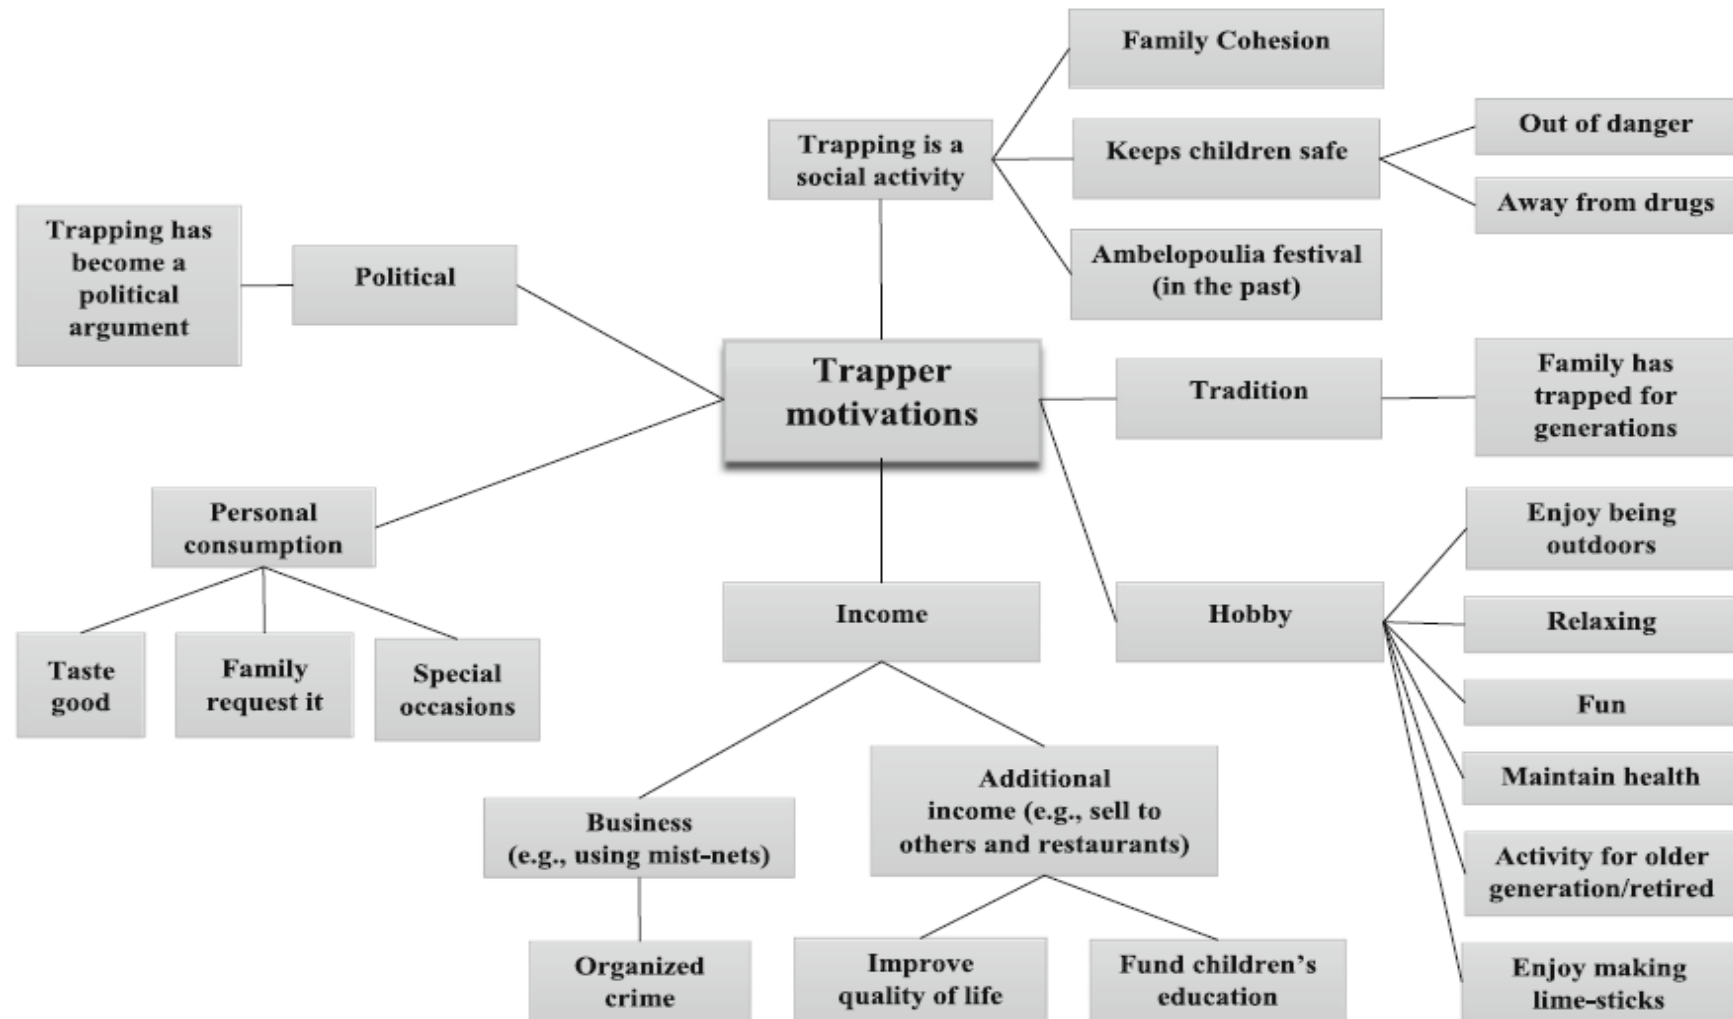 Family Cohesion
Trapping is a
social activity
Keeps children safe
Out of danger
Away from drugs
Ambelopoulia festival
(in the past)
Trapping has
become a
political
argument
Political
Trapper
motivations
Tradition
Family has
trapped for
generations
Personal
consumption
Taste
good
Family
request it
Special
occasions
Income
Hobby
Enjoy being
outdoors
Relaxing
Fun
Maintain health
Activity for older
generation/retired
Enjoy making
lime-sticks
Business
(e.g., using mist-nets)
Organized
crime
Additional
income (e.g., sell to
others and restaurants)
Improve
quality of life
Fund children’s
education